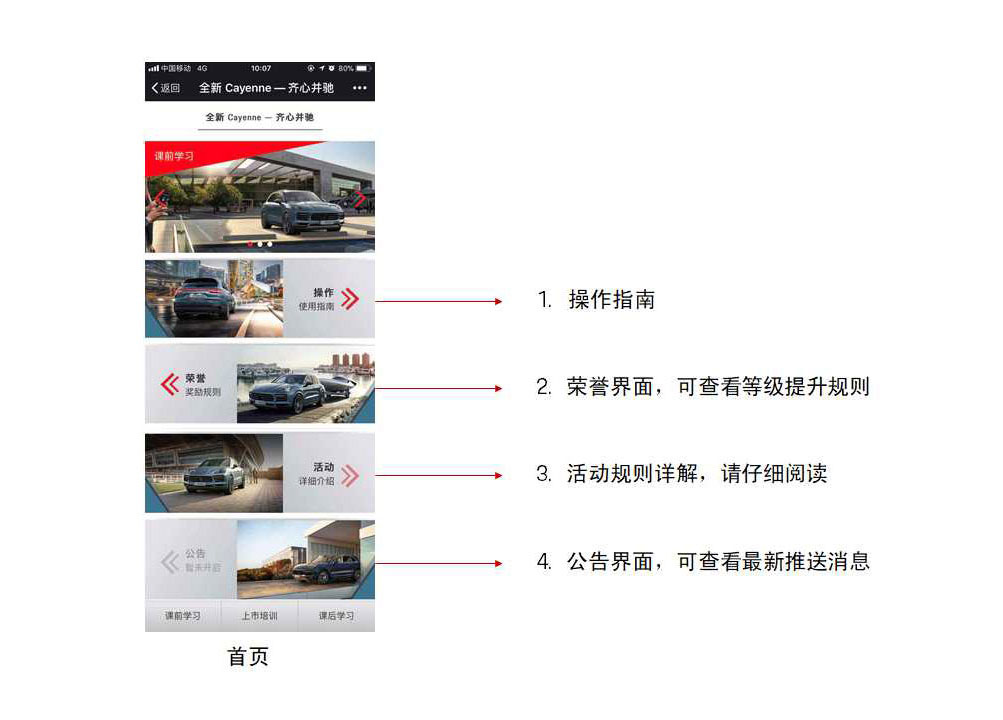 中国移动 4G 10:07 80%
返回 全新 Cayenne — 齐心并驰
全新 Cayenne — 齐心并驰
课前学习
操作
使用指南
1. 操作指南
荣誉
奖励规则
2. 荣誉界面，可查看等级提升规则
活动
详细介绍
3. 活动规则详解，请仔细阅读
公告
暂未开启
4. 公告界面，可查看最新推送消息
课前学习 上市培训 课后学习
首页